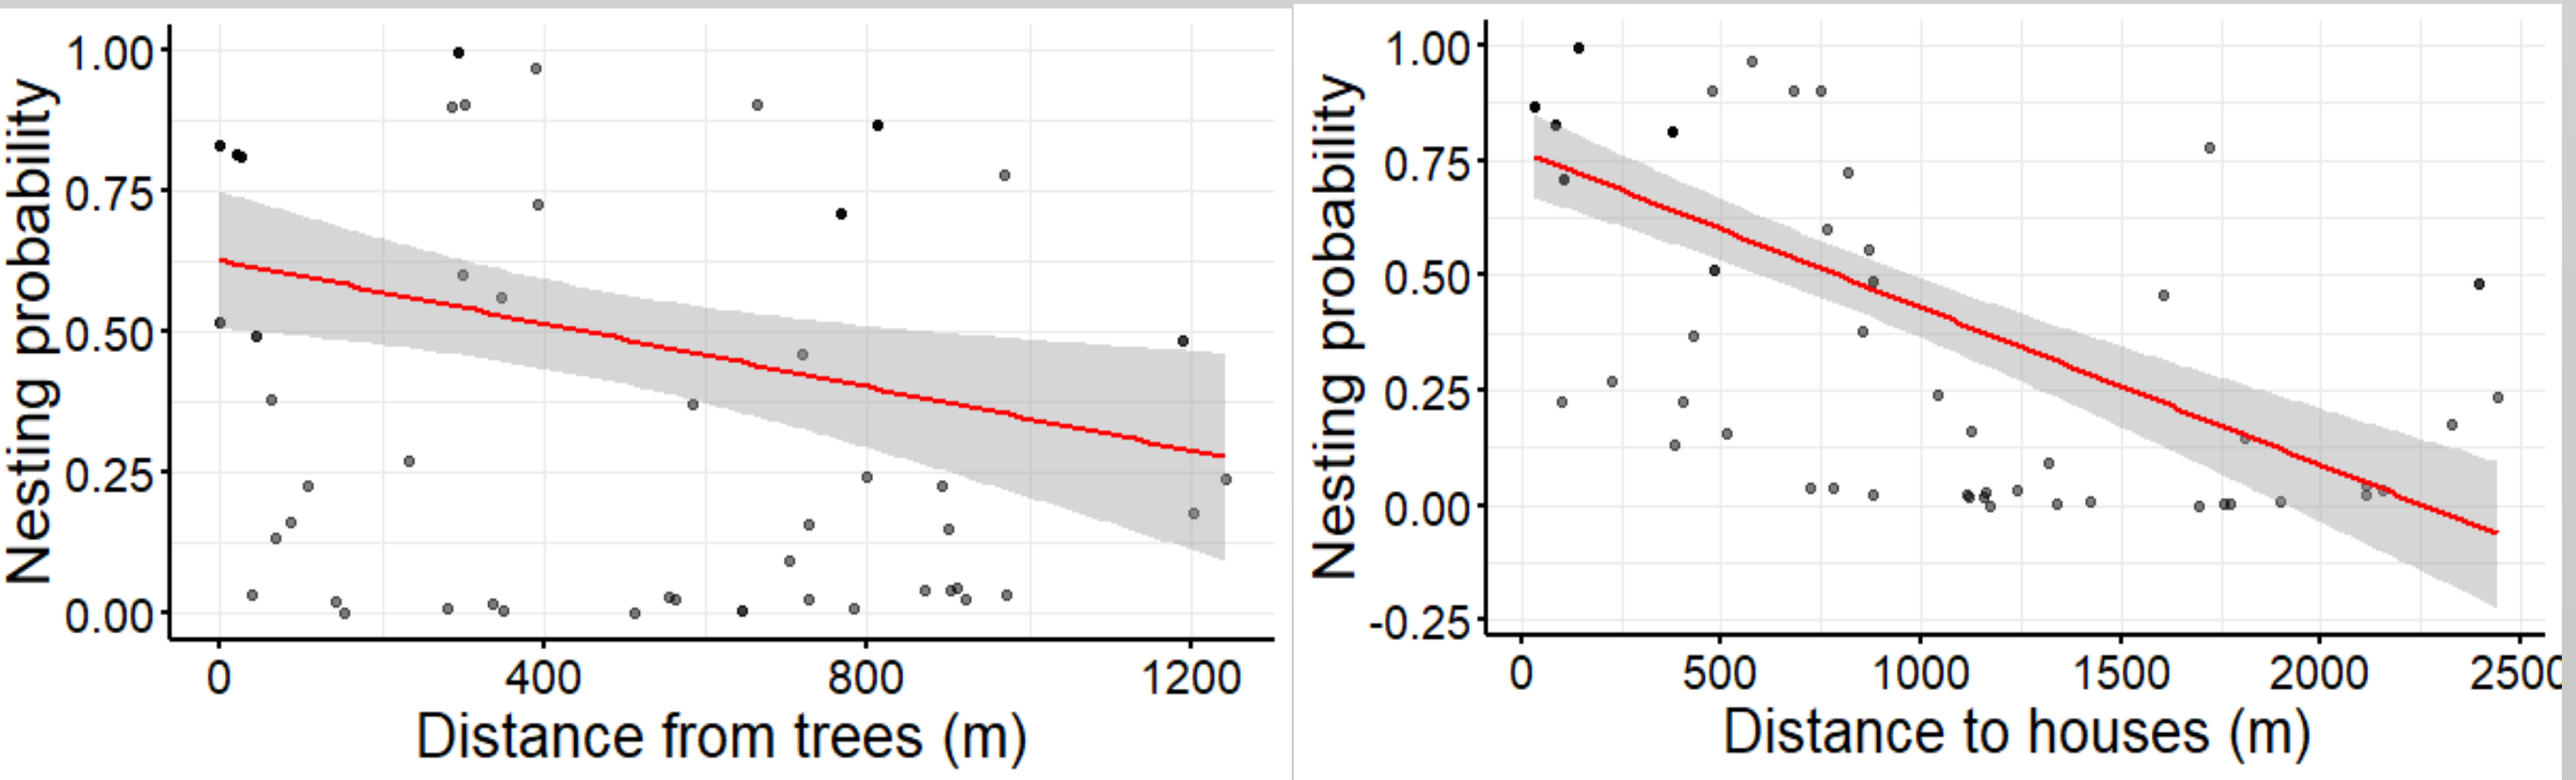 Nesting probability
1.00
0.75
0.50
0.25
0.00
0 400 800 1200
Distance from trees (m)
Nesting probability
1.00
0.75
0.50
0.25
0.00
-0.25
0 500 1000 1500 2000 2500
Distance to houses (m)